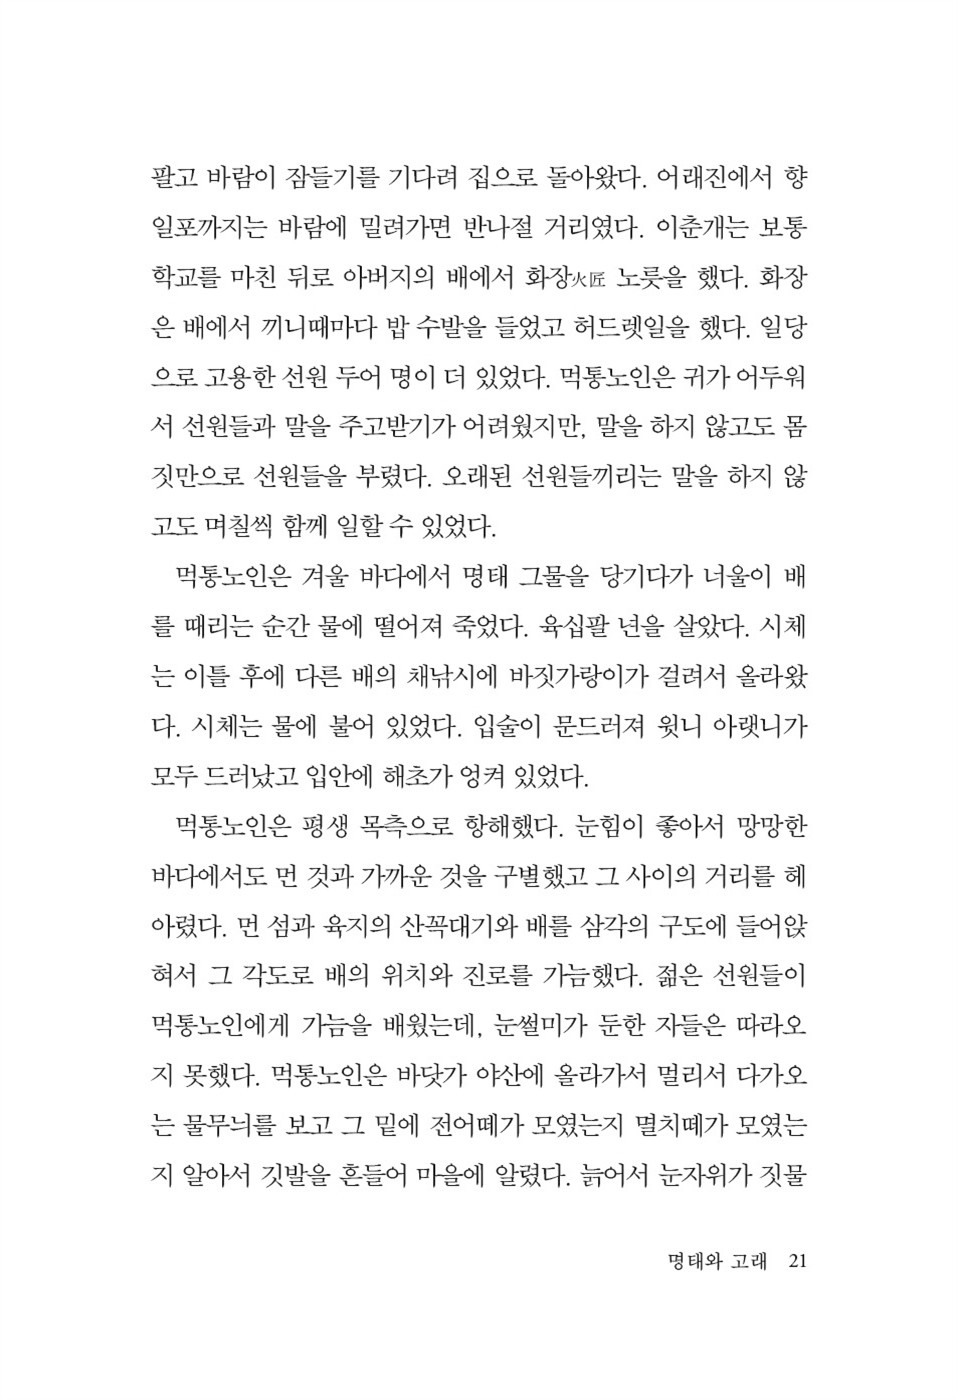 팔고 바람이 잠들기를 기다려 집으로 돌아왔다. 어래진에서 향
일포까지는 바람에 밀려가면 반나절 거리였다. 이춘개는 보통
학교를 마친 뒤로 아버지의 배에서 화장火匠 노릇을 했다. 화장
은 배에서 끼니때마다 밥 수발을 들었고 허드렛일을 했다. 일당
으로 고용한 선원 두어 명이 더 있었다. 먹통노인은 귀가 어두워
서 선원들과 말을 주고받기가 어려웠지만, 말을 하지 않고도 몸
짓만으로 선원들을 부렸다. 오래된 선원들끼리는 말을 하지 않
고도 며칠씩 함께 일할 수 있었다.
먹통노인은 겨울 바다에서 명태 그물을 당기다가 너울이 배
를 때리는 순간 물에 떨어져 죽었다. 육십팔 년을 살았다. 시체
는 이틀 후에 다른 배의 채낚시에 바짓가랑이가 걸려서 올라왔
다. 시체는 물에 불어 있었다. 입술이 문드러져 윗니 아랫니가
모두 드러났고 입안에 해초가 엉켜 있었다.
먹통노인은 평생 목측으로 항해했다. 눈힘이 좋아서 망망한
바다에서도 먼 것과 가까운 것을 구별했고 그 사이의 거리를 헤
아렸다. 먼 섬과 육지의 산꼭대기와 배를 삼각의 구도에 들어앉
혀서 그 각도로 배의 위치와 진로를 가늠했다. 젊은 선원들이
먹통노인에게 가늠을 배웠는데, 눈썰미가 둔한 자들은 따라오
지 못했다. 먹통노인은 바닷가 야산에 올라가서 멀리서 다가오
는 물무늬를 보고 그 밑에 전어떼가 모였는지 멸치떼가 모였는
지 알아서 깃발을 흔들어 마을에 알렸다. 늙어서 눈자위가 짓물
명태와 고래 21